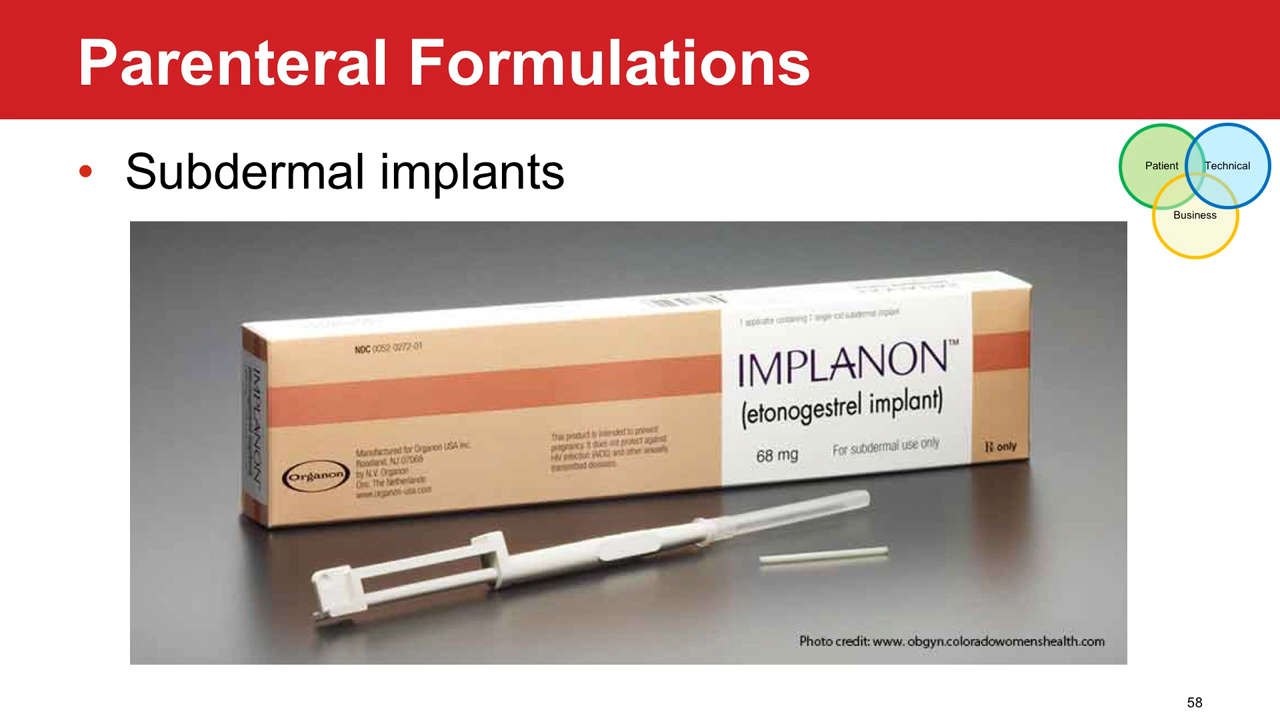 Parenteral Formulations
• Subdermal implants
Patient
Technical
Business
NDC 0052-0272-01
1 applicator containing 1 single rod subdermal implant
IMPLANON™
(etonogestrel implant)
68 mg
For subdermal use only
Rx only
Organon
Manufactured for Organon USA Inc.
Roseland, NJ 07068
by N.V. Organon
Oss, The Netherlands
www.organon-usa.com
This product is intended to prevent
pregnancy. It does not protect against
HIV infection (AIDS) and other sexually
transmitted diseases.
IMPLANON
Photo credit: www. obgyn.coloradowomenshealth.com
58